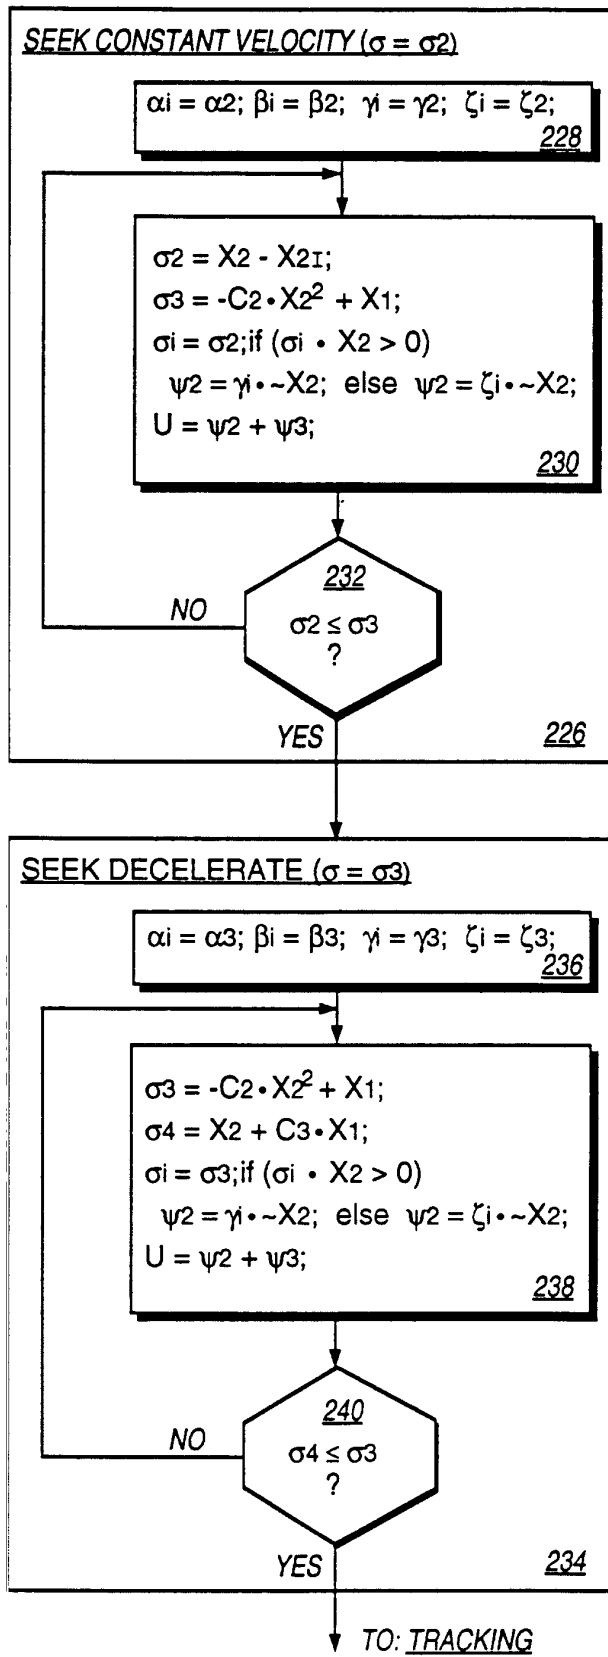 SEEK CONSTANT VELOCITY (σ = σ2)
αi = α2; βi = β2; γi = γ2; ζi = ζ2;
228
σ2 = X2 - X2I;
σ3 = -C2•X2² + X1;
σi = σ2;if (σi • X2 > 0)
ψ2 = γi•~X2; else ψ2 = ζi•~X2;
U = ψ2 + ψ3;
230
232
NO
σ2 ≤ σ3
?
YES
226
SEEK DECELERATE (σ = σ3)
αi = α3; βi = β3; γi = γ3; ζi = ζ3;
236
σ3 = -C2•X2² + X1;
σ4 = X2 + C3•X1;
σi = σ3;if (σi • X2 > 0)
ψ2 = γi•~X2; else ψ2 = ζi•~X2;
U = ψ2 + ψ3;
238
240
NO
σ4 ≤ σ3
?
YES
234
TO: TRACKING